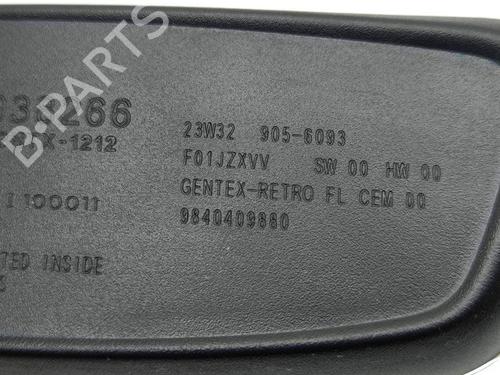 B-PARTS
266
X-1212
I 100011
TED INSIDE
23W32 905-6093
F01JZXVV SW 00 HW 00
GENTEX-RETRO FL CEM 00
9840409880